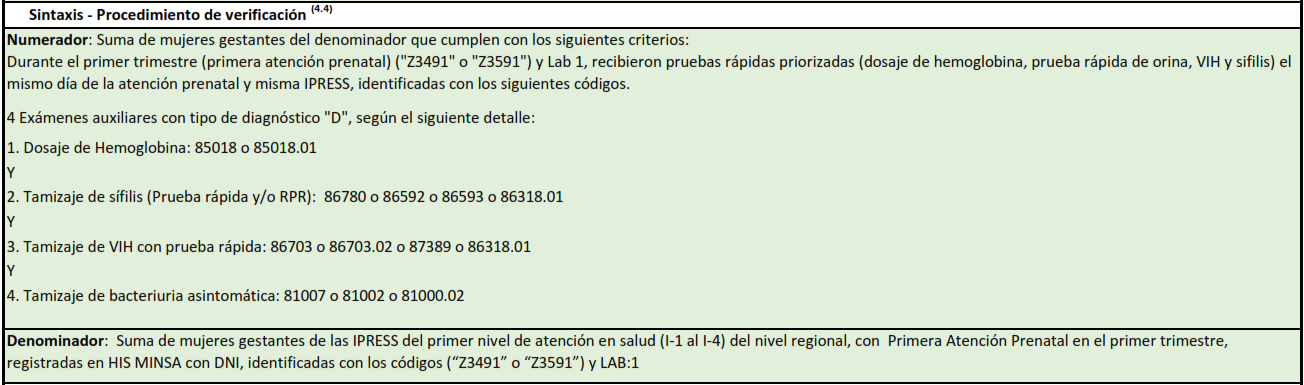 Sintaxis - Procedimiento de verificación (4.4)
Numerador: Suma de mujeres gestantes del denominador que cumplen con los siguientes criterios:
Durante el primer trimestre (primera atención prenatal) ("Z3491" o "Z3591") y Lab 1, recibieron pruebas rápidas priorizadas (dosaje de hemoglobina, prueba rápida de orina, VIH y sifilis) el
mismo día de la atención prenatal y misma IPRESS, identificadas con los siguientes códigos.
4 Exámenes auxiliares con tipo de diagnóstico "D", según el siguiente detalle:
1. Dosaje de Hemoglobina: 85018 o 85018.01
Y
2. Tamizaje de sífilis (Prueba rápida y/o RPR):  86780 o 86592 o 86593 o 86318.01
Y
3. Tamizaje de VIH con prueba rápida: 86703 o 86703.02 o 87389 o 86318.01
Y
4. Tamizaje de bacteriuria asintomática: 81007 o 81002 o 81000.02
Denominador:  Suma de mujeres gestantes de las IPRESS del primer nivel de atención en salud (I-1 al I-4) del nivel regional, con  Primera Atención Prenatal en el primer trimestre,
registradas en HIS MINSA con DNI, identificadas con los códigos (“Z3491” o “Z3591”) y LAB:1